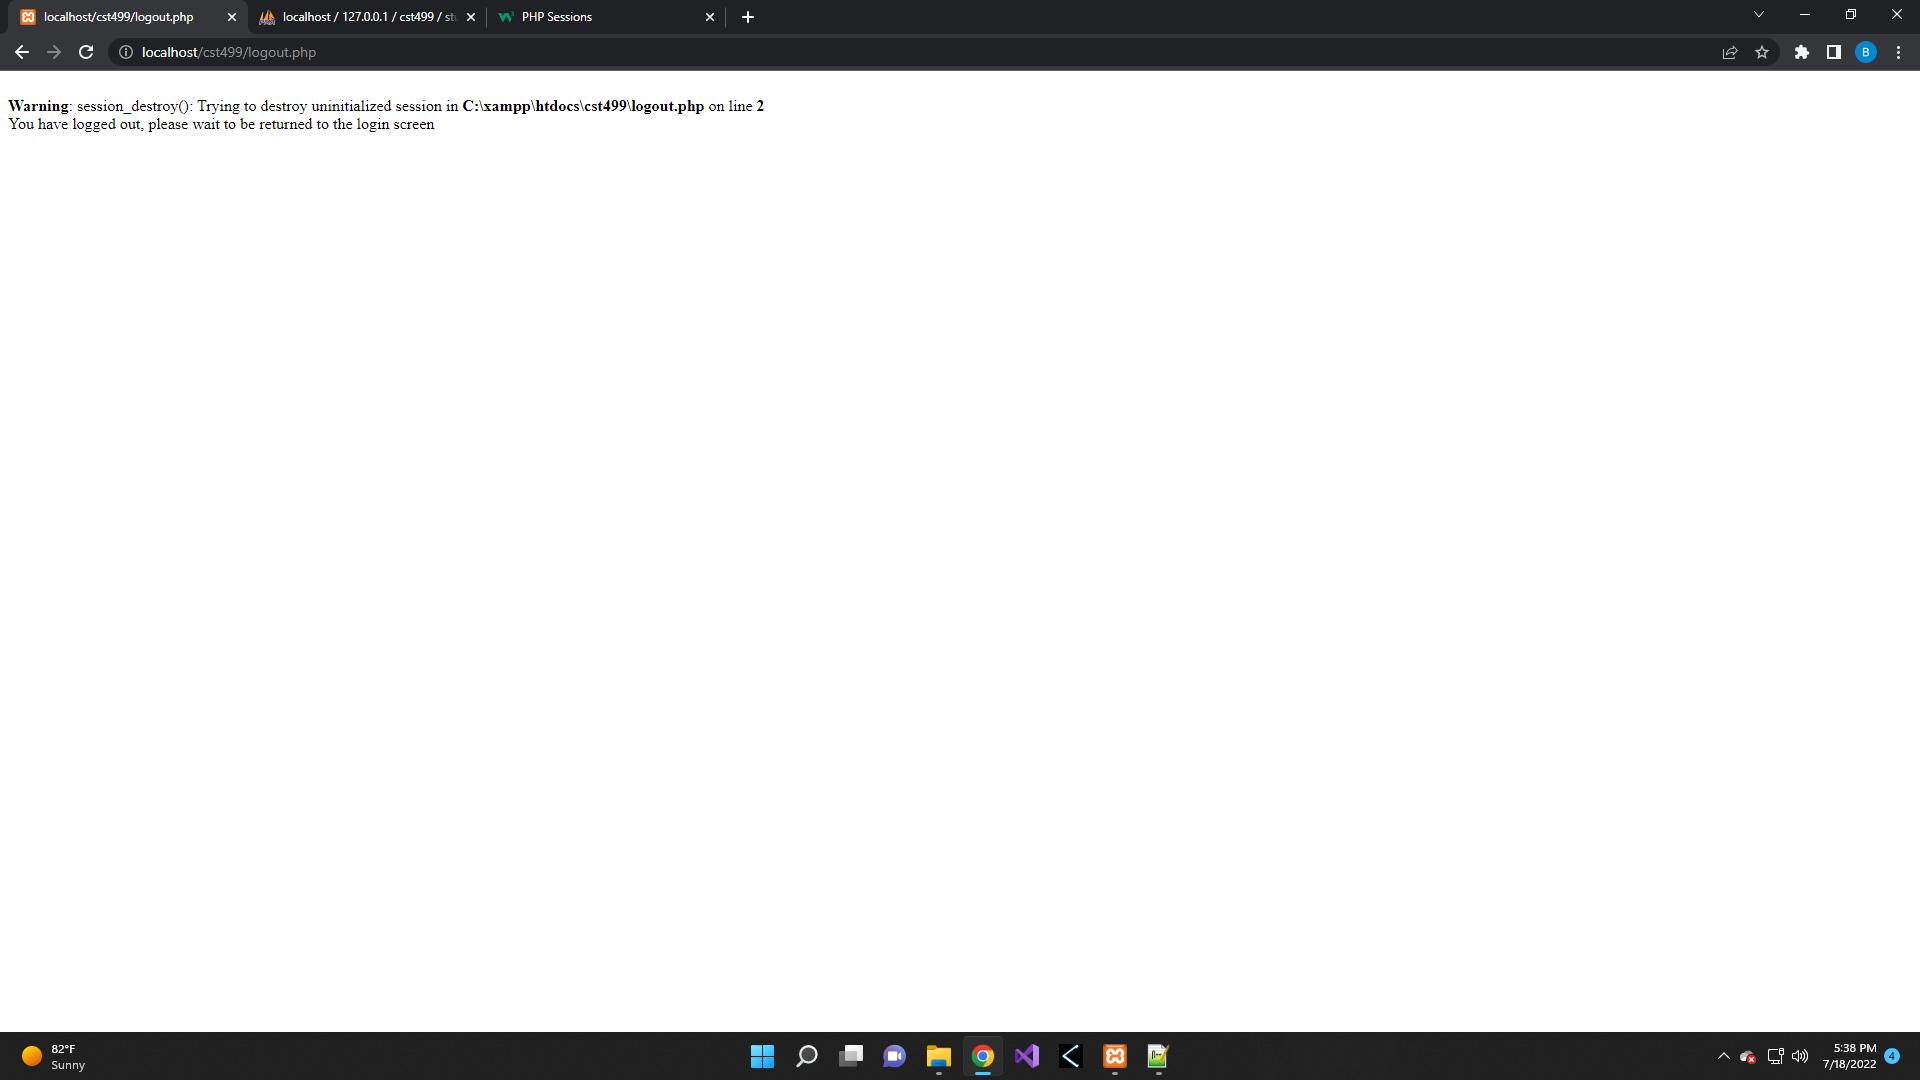 localhost/cst499/logout.php
localhost / 127.0.0.1 / cst499 / stu
PHP Sessions
localhost/cst499/logout.php
B
Warning: session_destroy(): Trying to destroy uninitialized session in C:\xampp\htdocs\cst499\logout.php on line 2
You have logged out, please wait to be returned to the login screen
82°F
Sunny
5:38 PM
7/18/2022
4